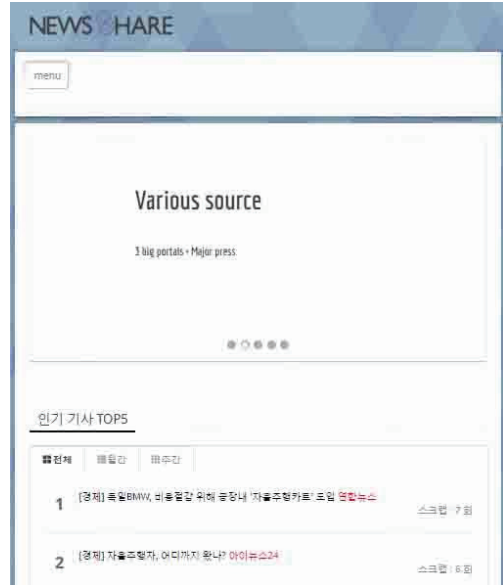 NEWS SHARE
menu
Various source
3 big portals + Major press
인기 기사 TOP5
전체 월간 주간
1 [경제] 독일BMW, 비용절감 위해 공장내 '자율주행카트' 도입 연합뉴스
스크랩 : 7 회
2 [경제] 자율주행차, 어디까지 왔나? 아이뉴스24
스크랩 : 6 회